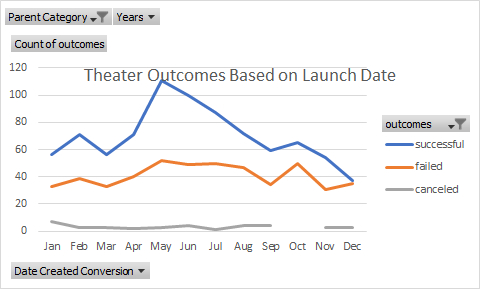 Parent Category Years
Count of outcomes
Theater Outcomes Based on Launch Date
120
100
80
60
40
20
0
Jan Feb Mar Apr May Jun Jul Aug Sep Oct Nov Dec
outcomes
successful
failed
canceled
Date Created Conversion